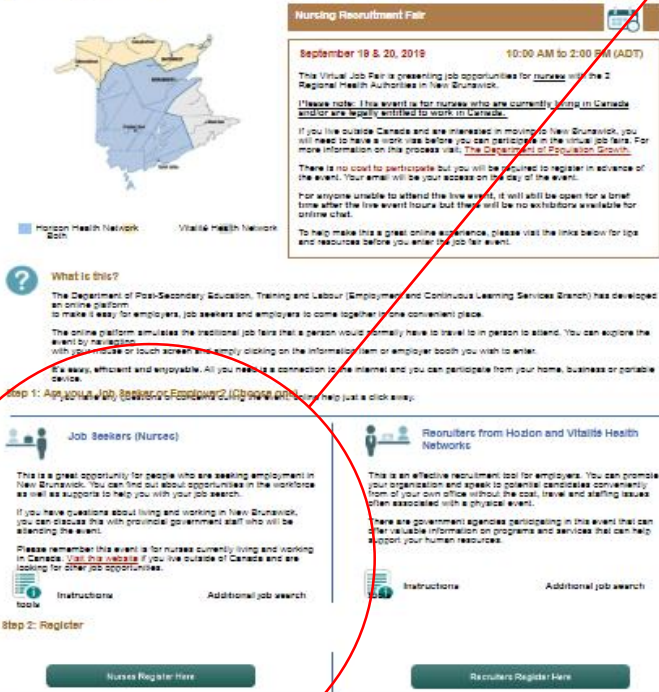 Nursing Recruitment Fair
September 19 & 20, 2019 10:00 AM to 2:00 PM (ADT)
This Virtual Job Fair is presenting job opportunities for nurses with the 2
Regional Health Authorities in New Brunswick.
Please note: This event is for nurses who are currently living in Canada
and/or are legally entitled to work in Canada.
If you live outside Canada and are interested in moving to New Brunswick, you
will need to have a work visa before you can participate in the virtual job fairs. For
more information on this process visit: The Department of Population Growth.
There is no cost to participate but you will be required to register in advance of
the event. Your email will be your access on the day of the event.
For anyone unable to attend the live event, it will still be open for a brief
time after the live event hours but there will be no exhibitors available for
online chat.
To help make this a great online experience, please visit the links below for tips
and resources before you enter the job fair event.
Horizon Health Network Vitalité Health Network
Both
What is this?
The Department of Post-Secondary Education, Training and Labour (Employment and Continuous Learning Services Branch) has developed
an online platform
to make it easy for employers, job seekers and employers to come together in one convenient place.
The online platform simulates the traditional job fairs that a person would normally have to travel to in person to attend. You can explore the
event by navigating
with your mouse or touch screen and simply clicking on the information item or employer booth you wish to enter.
It's easy, efficient and enjoyable. All you need is a connection to the internet and you can participate from your home, business or portable
device.
If you have any questions or concerns during the event, online help just a click away.
Step 1: Are you a Job Seeker or Employer? (Choose one)
Job Seekers (Nurses)
This is a great opportunity for people who are seeking employment in
New Brunswick. You can find out about opportunities in the workforce
as well as supports to help you with your job search.
If you have questions about living and working in New Brunswick,
you can discuss this with provincial government staff who will be
attending the event.
Please remember this event is for nurses currently living and working
in Canada. Visit this website if you live outside of Canada and are
looking for other job opportunities.
Instructions Additional job search
tools
Recruiters from Hozion and Vitalité Health
Networks
This is an effective recruitment tool for employers. You can promote
your organization and speak to potential candidates conveniently
from of your own office without the cost, travel and staffing issues
often associated with a physical event.
There are government agencies participating in this event that can
offer valuable information on programs and services that can help
support your human resources.
Instructions Additional job search
tools
Step 2: Register
Nurses Register Here
Recruiters Register Here